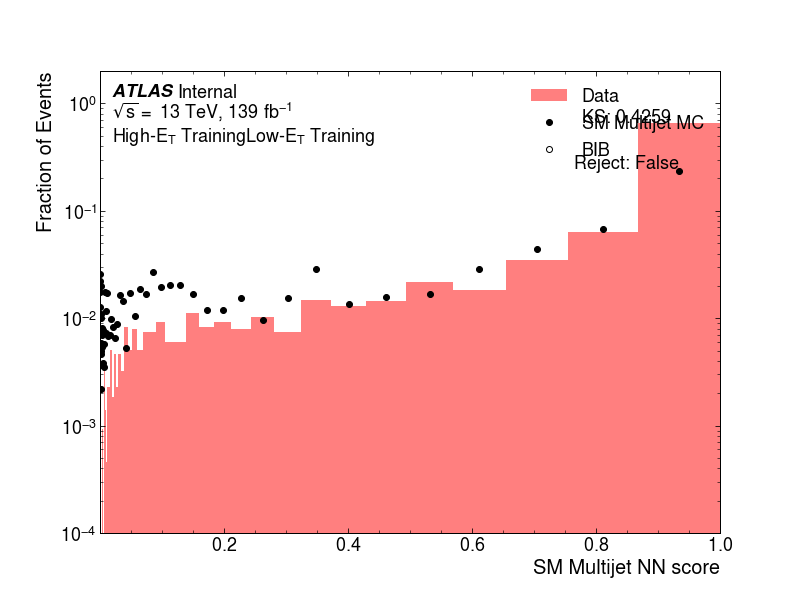 ATLAS Internal
√s = 13 TeV, 139 fb⁻¹
High-E_T TrainingLow-E_T Training
Data
KS: 0.4259
SM Multijet MC
BIB
Reject: False
Fraction of Events
10⁰
10⁻¹
10⁻²
10⁻³
10⁻⁴
0.2 0.4 0.6 0.8 1.0
SM Multijet NN score